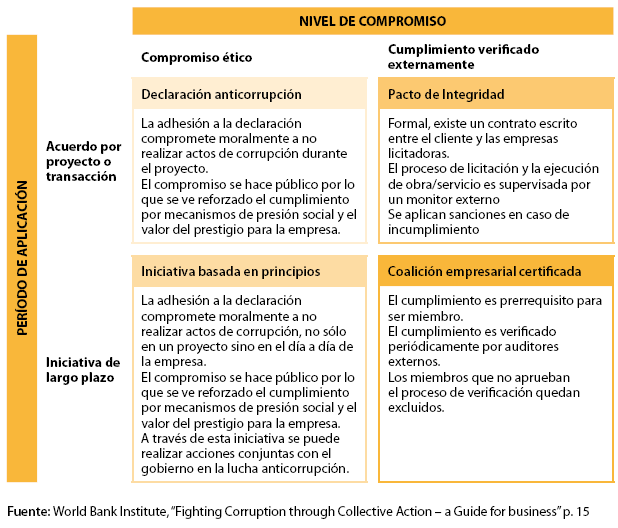 NIVEL DE COMPROMISO
Compromiso ético
Cumplimiento verificado
externamente
PERÍODO DE APLICACIÓN
Acuerdo por
proyecto o
transacción
Declaración anticorrupción
La adhesión a la declaración
compromete moralmente a no
realizar actos de corrupción durante
el proyecto.
El compromiso se hace público por lo
que se ve reforzado el cumplimiento
por mecanismos de presión social y el
valor del prestigio para la empresa.
Pacto de Integridad
Formal, existe un contrato escrito
entre el cliente y las empresas
licitadoras.
El proceso de licitación y la ejecución
de obra/servicio es supervisada por
un monitor externo
Se aplican sanciones en caso de
incumplimiento
Iniciativa de
largo plazo
Iniciativa basada en principios
La adhesión a la declaración
compromete moralmente a no
realizar actos de corrupción, no sólo
en un proyecto sino en el día a día de
la empresa.
El compromiso se hace público por lo
que se ve reforzado el cumplimiento
por mecanismos de presión social y el
valor del prestigio para la empresa.
A través de esta iniciativa se puede
realizar acciones conjuntas con el
gobierno en la lucha anticorrupción.
Coalición empresarial certificada
El cumplimiento es prerrequisito para
ser miembro.
El cumplimiento es verificado
periódicamente por auditores
externos.
Los miembros que no aprueban
el proceso de verificación quedan
excluidos.
Fuente: World Bank Institute, “Fighting Corruption through Collective Action – a Guide for business” p. 15